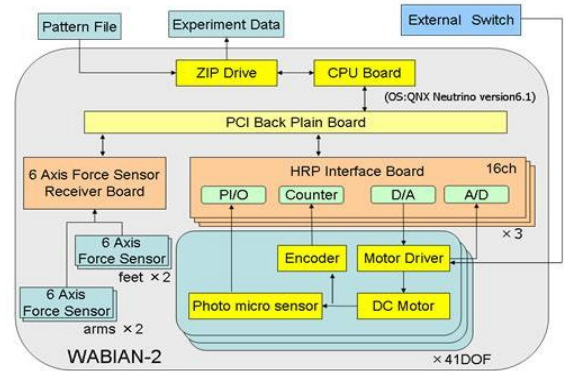 Pattern File
Experiment Data
External Switch
ZIP Drive
CPU Board
(OS:QNX Neutrino version6.1)
PCI Back Plain Board
6 Axis Force Sensor
Receiver Board
HRP Interface Board
16ch
PI/O
Counter
D/A
A/D
×3
6 Axis
Force Sensor
feet ×2
6 Axis
Force Sensor
arms ×2
Encoder
Motor Driver
Photo micro sensor
DC Motor
×41DOF
WABIAN-2